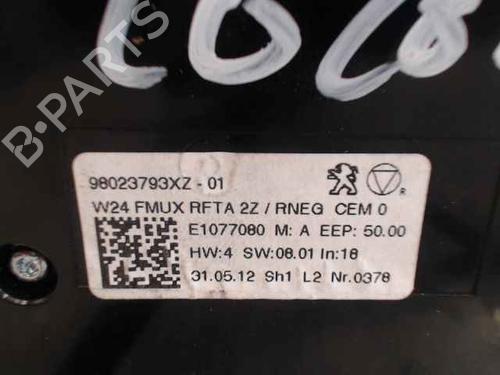 98023793XZ - 01
W24 FMUX RFTA 2Z / RNEG CEM 0
E1077080 M: A EEP: 50.00
HW:4 SW:08.01 In:18
31.05.12 Sh1 L2 Nr.0378
R